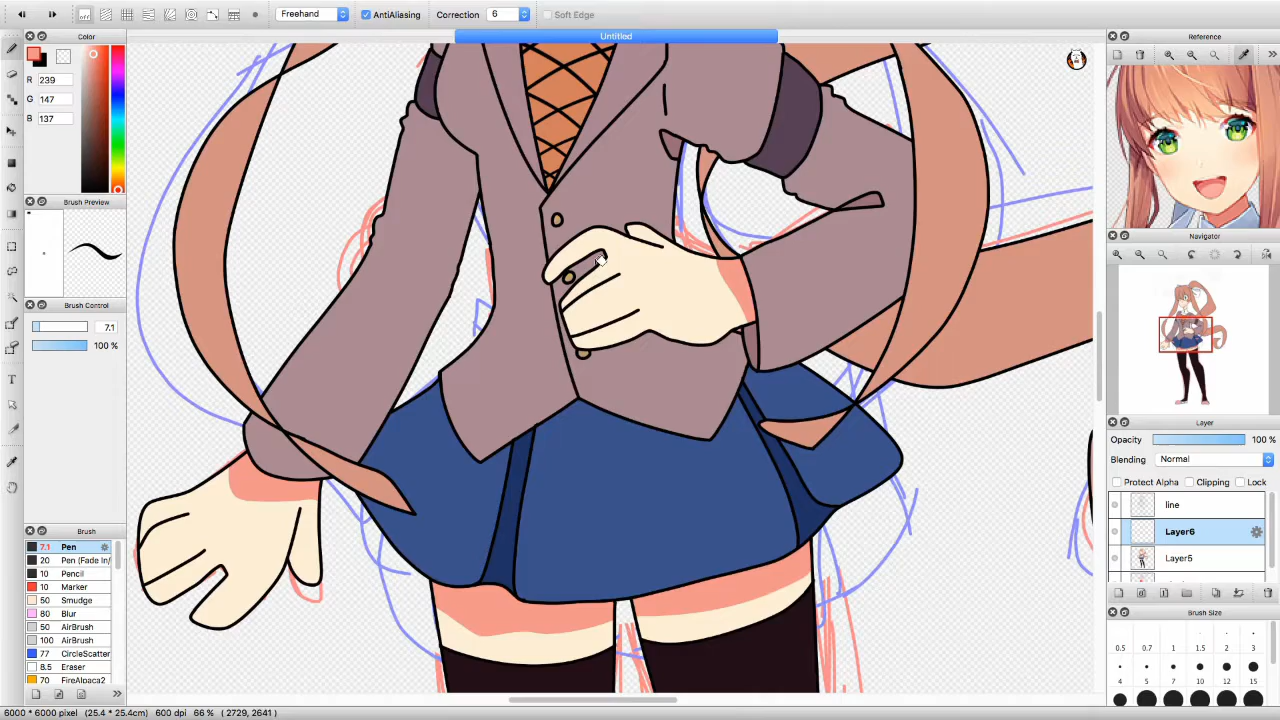 Freehand
AntiAliasing
Correction
6
Soft Edge
Untitled
Color
R 239
G 147
B 137
Brush Preview
Brush Control
7.1
100 %
Brush
7.1 Pen
20 Pen (Fade In/
10 Pencil
10 Marker
50 Smudge
80 Blur
50 AirBrush
100 AirBrush
77 CircleScatter
8.5 Eraser
70 FireAlpaca2
Reference
Navigator
Layer
Opacity 100 %
Blending Normal
Protect Alpha Clipping Lock
line
Layer6
Layer5
Brush Size
0.5 0.7 1 1.5 2 3
4 5 7 10 12 15
6000 * 6000 pixel (25.4 * 25.4cm) 600 dpi 66 % ( 2729, 2641 )